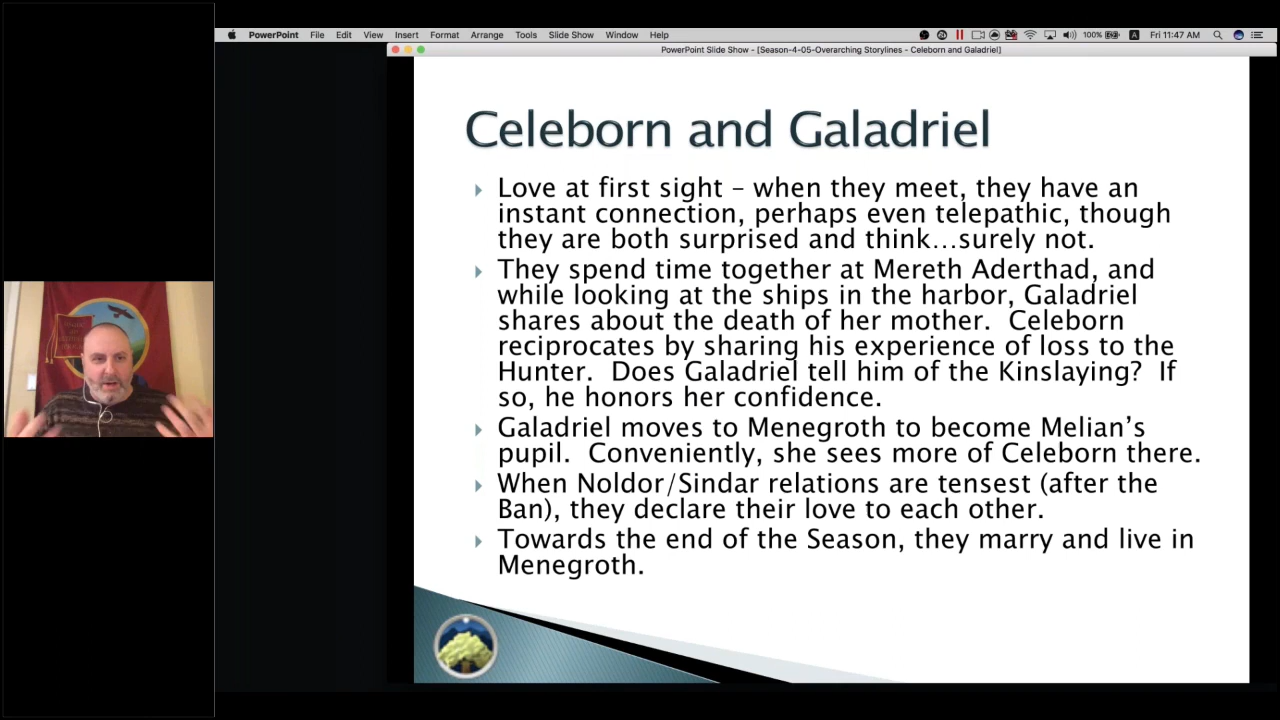 PowerPoint File Edit View Insert Format Arrange Tools Slide Show Window Help 100% A Fri 11:47 AM
PowerPoint Slide Show - [Season-4-05-Overarching Storylines - Celeborn and Galadriel]
Celeborn and Galadriel
Love at first sight – when they meet, they have an
instant connection, perhaps even telepathic, though
they are both surprised and think…surely not.
They spend time together at Mereth Aderthad, and
while looking at the ships in the harbor, Galadriel
shares about the death of her mother.  Celeborn
reciprocates by sharing his experience of loss to the
Hunter.  Does Galadriel tell him of the Kinslaying?  If
so, he honors her confidence.
Galadriel moves to Menegroth to become Melian’s
pupil.  Conveniently, she sees more of Celeborn there.
When Noldor/Sindar relations are tensest (after the
Ban), they declare their love to each other.
Towards the end of the Season, they marry and live in
Menegroth.